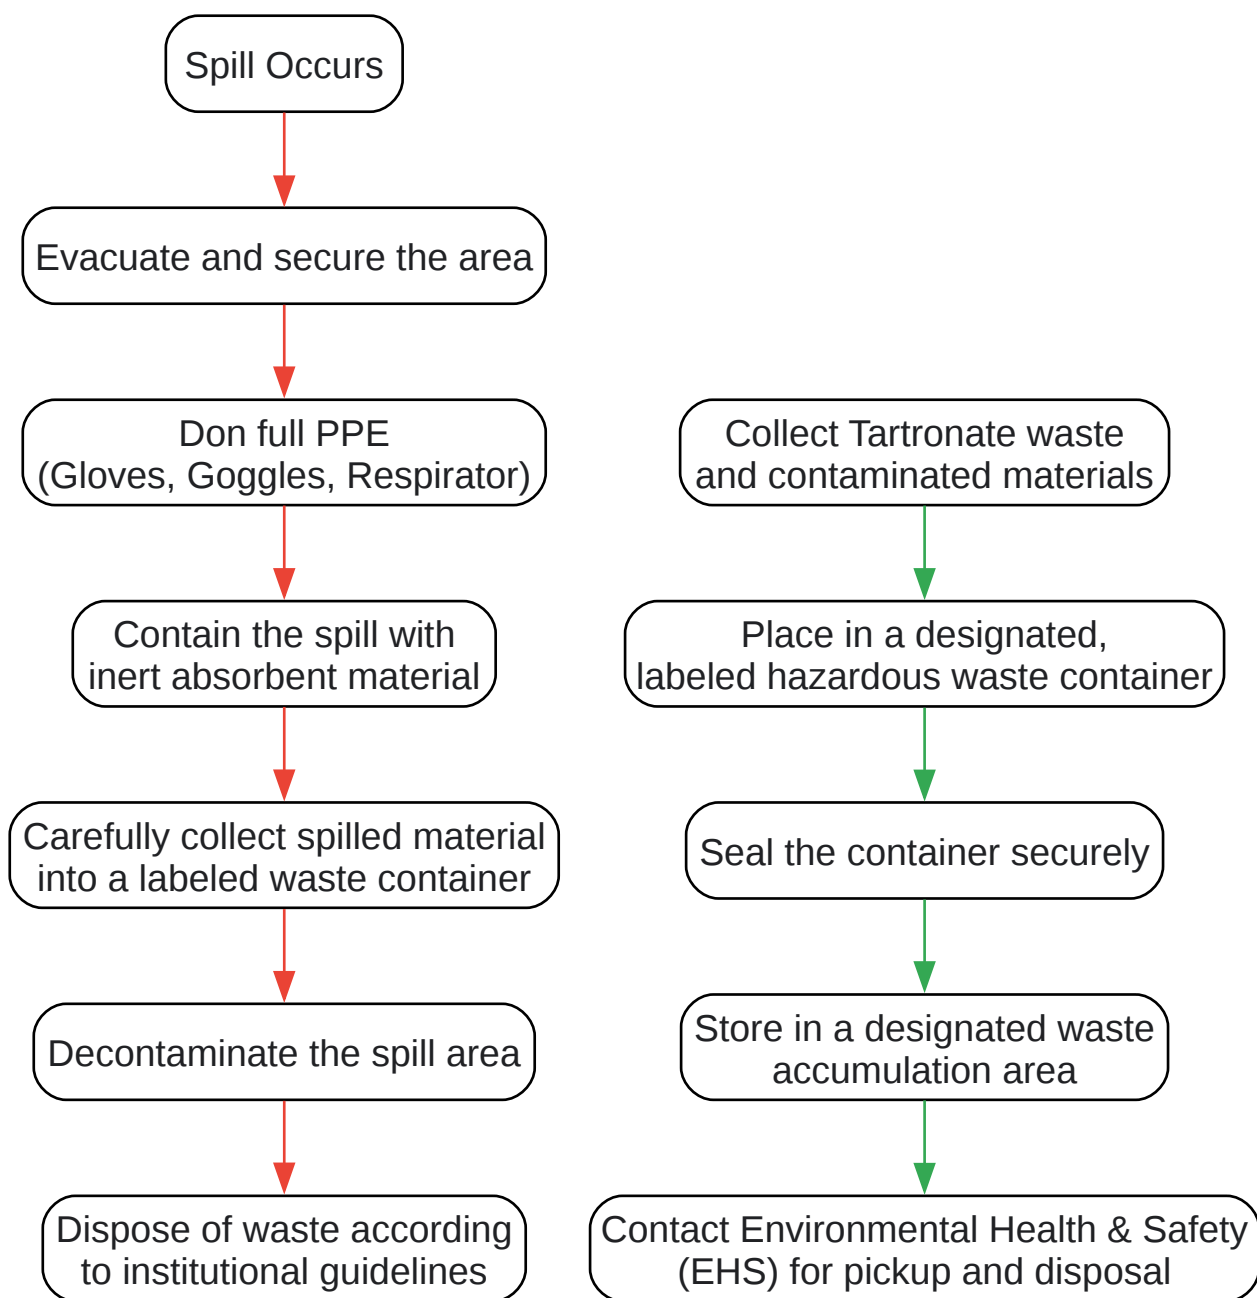 Spill Occurs
Evacuate and secure the area
Don full PPE
(Gloves, Goggles, Respirator)
Contain the spill with
inert absorbent material
Carefully collect spilled material
into a labeled waste container
Decontaminate the spill area
Dispose of waste according
to institutional guidelines
Collect Tartronate waste
and contaminated materials
Place in a designated,
labeled hazardous waste container
Seal the container securely
Store in a designated waste
accumulation area
Contact Environmental Health & Safety
(EHS) for pickup and disposal